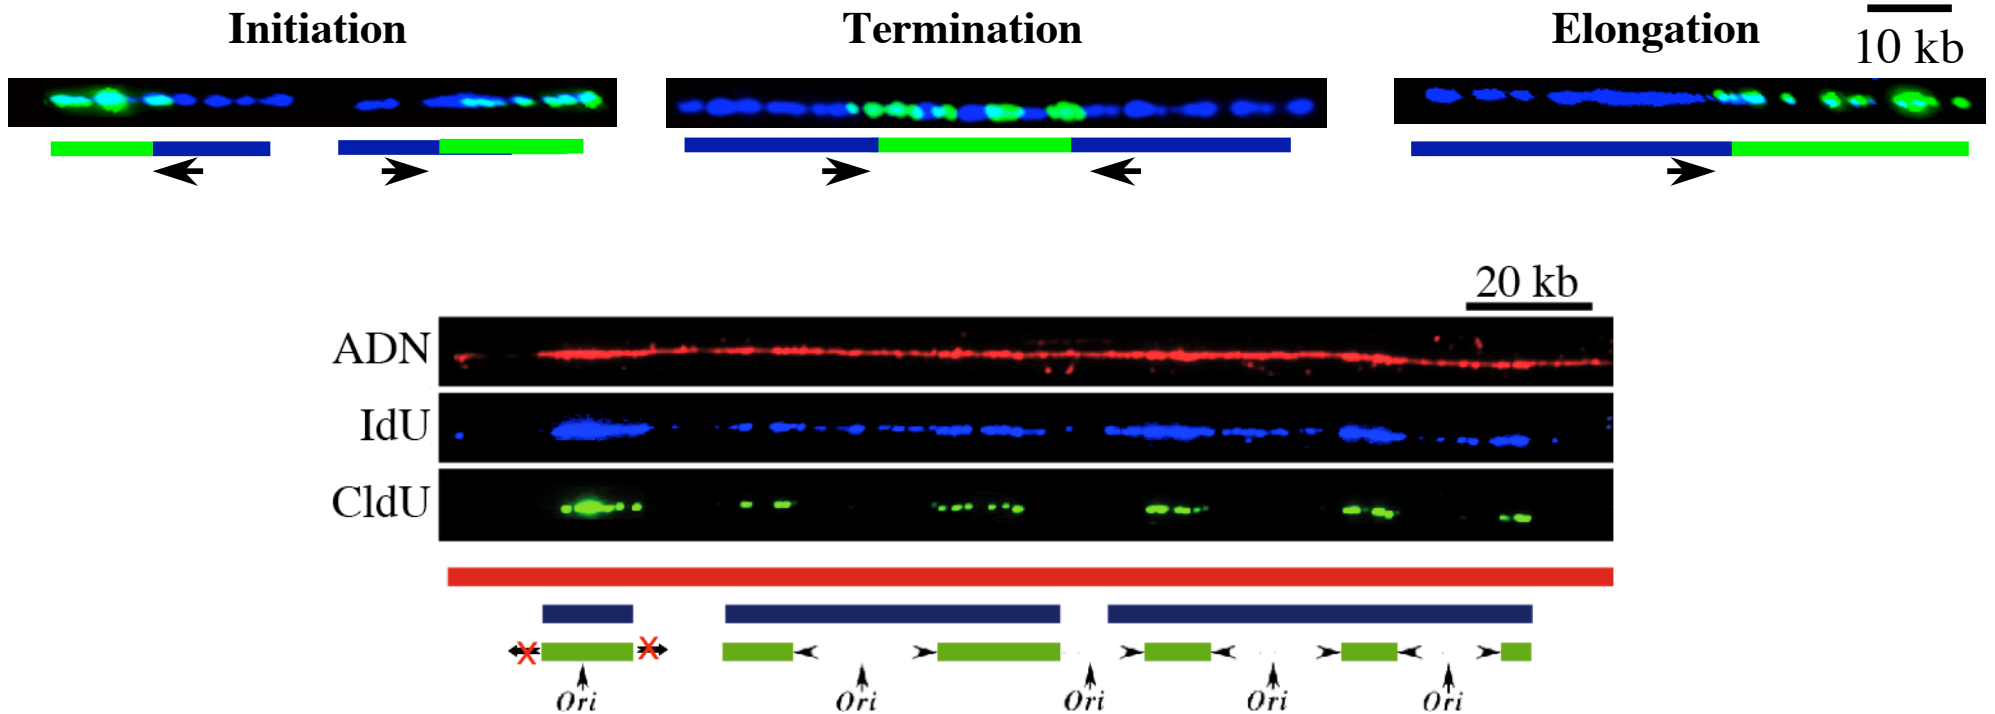 Initiation
Termination
Elongation
10 kb
20 kb
ADN
IdU
CldU
X X
Ori Ori Ori Ori Ori